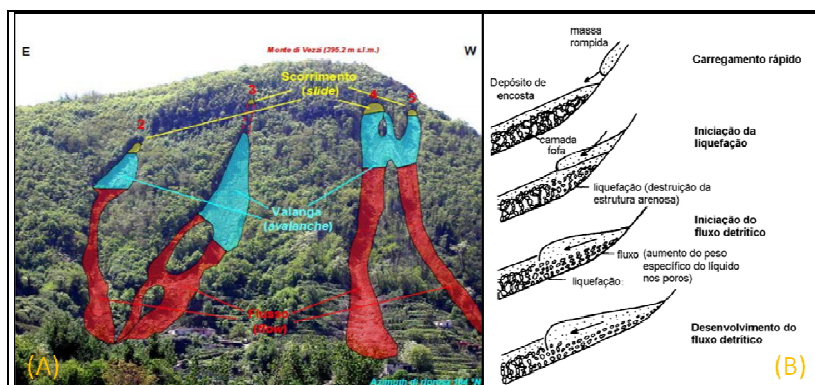 E
Monte di Vezzi (395.2 m s.l.m.)
W
Scorrimento
(slide)
2
3
4
5
Valanga
(avalanche)
Flusso
(flow)
(A)
massa
rompida
Carregamento rápido
Depósito de
encosta
Iniciação da
liquefação
camada
fofa
liquefação (destruição da
estrutura arenosa)
Iniciação do
fluxo detrítico
fluxo (aumento do peso
específico do líquido
nos poros)
liquefação:
Desenvolvimento do
fluxo detrítico
(B)